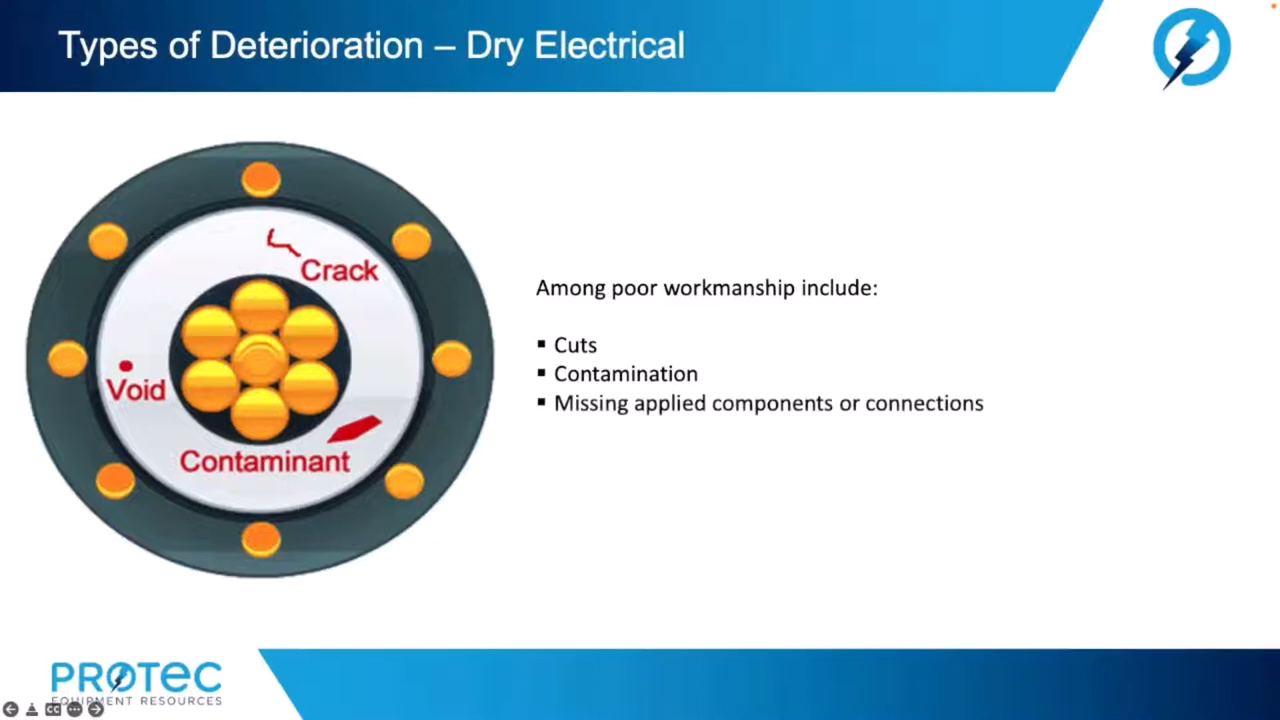 Types of Deterioration – Dry Electrical
Crack
Void
Contaminant
Among poor workmanship include:
▪ Cuts
▪ Contamination
▪ Missing applied components or connections
PROTEC
EQUIPMENT RESOURCES
CC